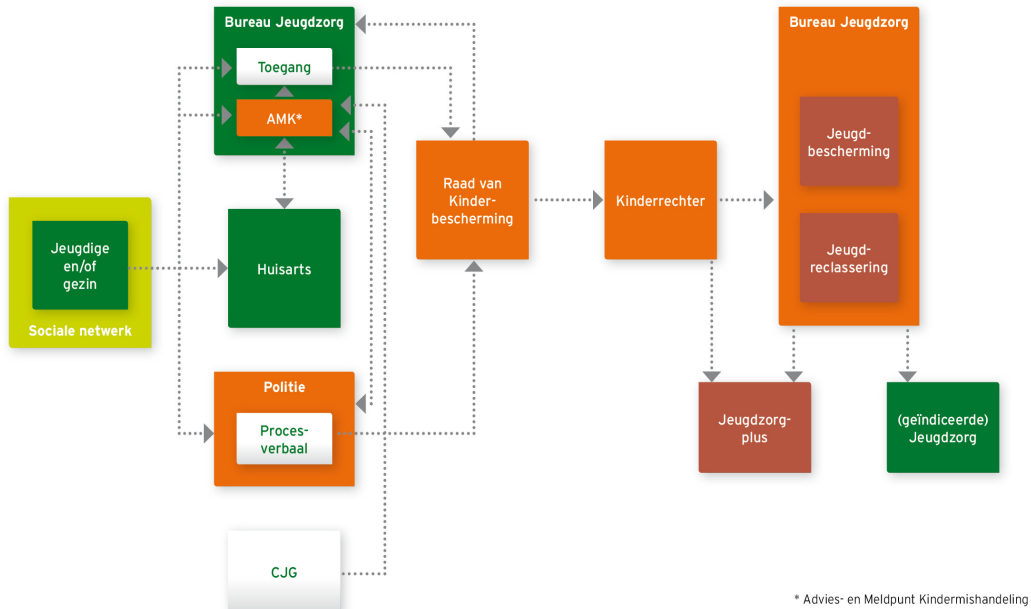 Bureau Jeugdzorg
Toegang
AMK*
Jeugdige
en/of
gezin
Sociale netwerk
Huisarts
Politie
Proces-
verbaal
CJG
Raad van
Kinder-
bescherming
Kinderrechter
Bureau Jeugdzorg
Jeugd-
bescherming
Jeugd-
reclassering
Jeugdzorg-
plus
(geïndiceerde)
Jeugdzorg
* Advies- en Meldpunt Kindermishandeling